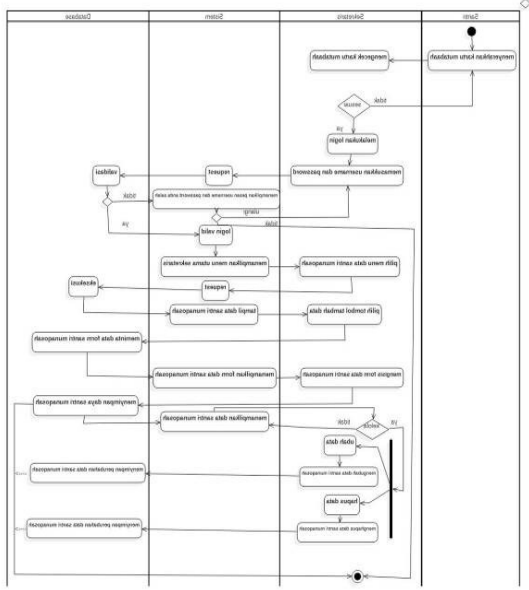 Santri
Sekretaris
Sistem
Database
menyerahkan kartu mutabaah
mengecek kartu mutabaah
sesuai
tidak
ya
melakukan login
memasukkan username dan password
request
validasi
tidak
menampilkan pesan username dan password anda salah
ulangi
tidak
ya
login valid
menampilkan menu utama sekretaris
pilih menu data santri munaqosah
request
eksekusi
tampil data santri munaqosah
pilih tombol tambah data
meminta data form santri munaqosah
menampilkan form data santri munaqosah
mengisi form data santri munaqosah
menyimpan daya santri munaqosah
menampilkan data santri munaqosah
sesuai
tidak
ya
ubah data
mengubah data santri munaqosah
menyimpan perubahan data santri munaqosah
hapus data
menghapus data santri munaqosah
menyimpan perubahan data santri munaqosah